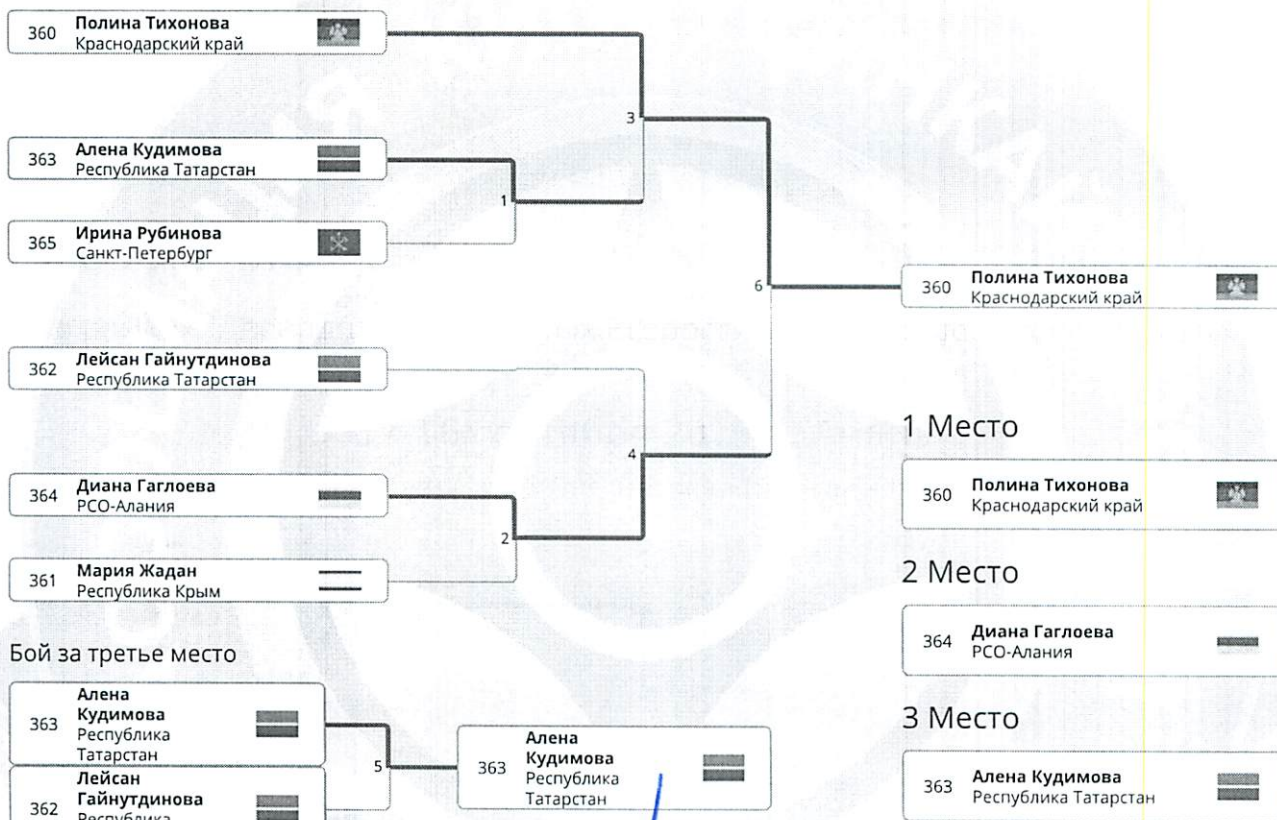 360 Полина Тихонова
Краснодарский край
3
363 Алена Кудимова
Республика Татарстан
1
365 Ирина Рубинова
Санкт-Петербург
6
360 Полина Тихонова
Краснодарский край
362 Лейсан Гайнутдинова
Республика Татарстан
4
364 Диана Гаглоева
РСО-Алания
2
361 Мария Жадан
Республика Крым
1 Место
360 Полина Тихонова
Краснодарский край
2 Место
364 Диана Гаглоева
РСО-Алания
3 Место
363 Алена Кудимова
Республика Татарстан
Бой за третье место
363 Алена
Кудимова
Республика
Татарстан
5
362 Лейсан
Гайнутдинова
Республика
363 Алена
Кудимова
Республика
Татарстан